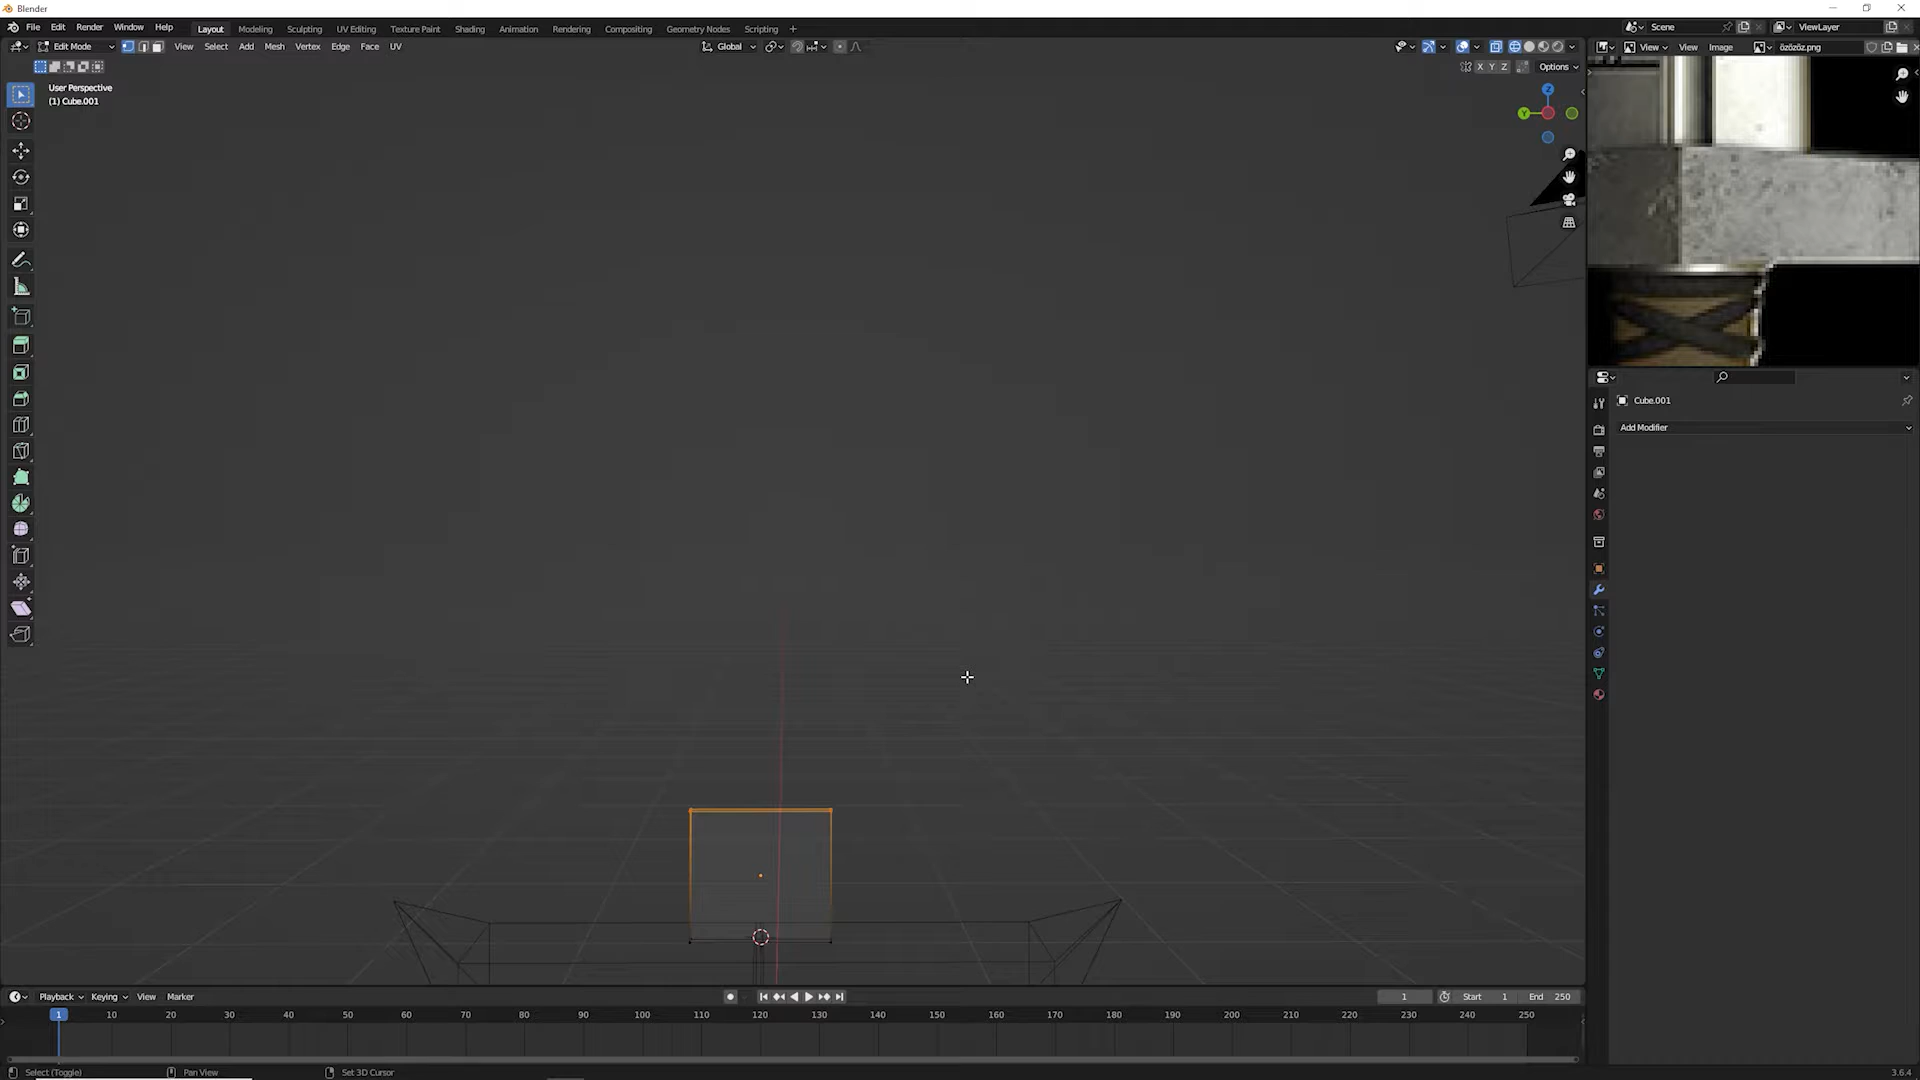 Blender
File Edit Render Window Help Layout Modeling Sculpting UV Editing Texture Paint Shading Animation Rendering Compositing Geometry Nodes Scripting + Scene ViewLayer
Edit Mode View Select Add Mesh Vertex Edge Face UV Global View View Image özözöz.png
X Y Z Options
User Perspective
(1) Cube.001
Z
Y
Cube.001
Add Modifier
Playback Keying View Marker 1 Start 1 End 250
1 10 20 30 40 50 60 70 80 90 100 110 120 130 140 150 160 170 180 190 200 210 220 230 240 250
Select (Toggle) Pan View Set 3D Cursor 3.6.4